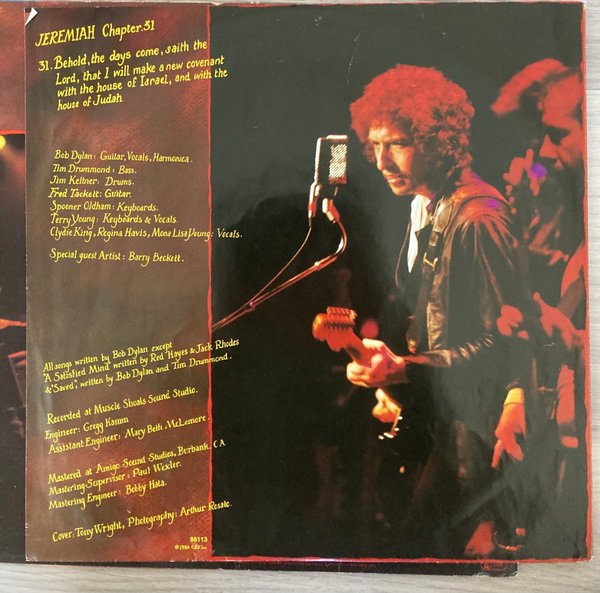 JEREMIAH Chapter.31
31. Behold, the days come, saith the
Lord, that I will make a new covenant
with the house of Israel, and with the
house of Judah
Bob Dylan: Guitar, Vocals, Harmonica.
Tim Drummond: Bass.
Jim Keltner: Drums.
Fred Tackett: Guitar.
Spooner Oldham: Keyboards.
Terry Young: Keyboards & Vocals.
Clydie King, Regina Havis, Mona Lisa Young: Vocals.
Special guest Artist: Barry Beckett.
All songs written by Bob Dylan except
"A Satisfied Mind" written by Red Hayes & Jack Rhodes
& "Saved", written by Bob Dylan and Tim Drummond.
Recorded at Muscle Shoals Sound Studio.
Engineer: Gregg Hamm
Assistant Engineer: Mary Beth McLemore.
Mastered at Amigo Sound Studios, Burbank, CA
Mastering Supervisor: Paul Wexler.
Mastering Engineer: Bobby Hata.
Cover: Tony Wright, Photography: Arthur Rosato.
86113
© 1980 CBS Inc.